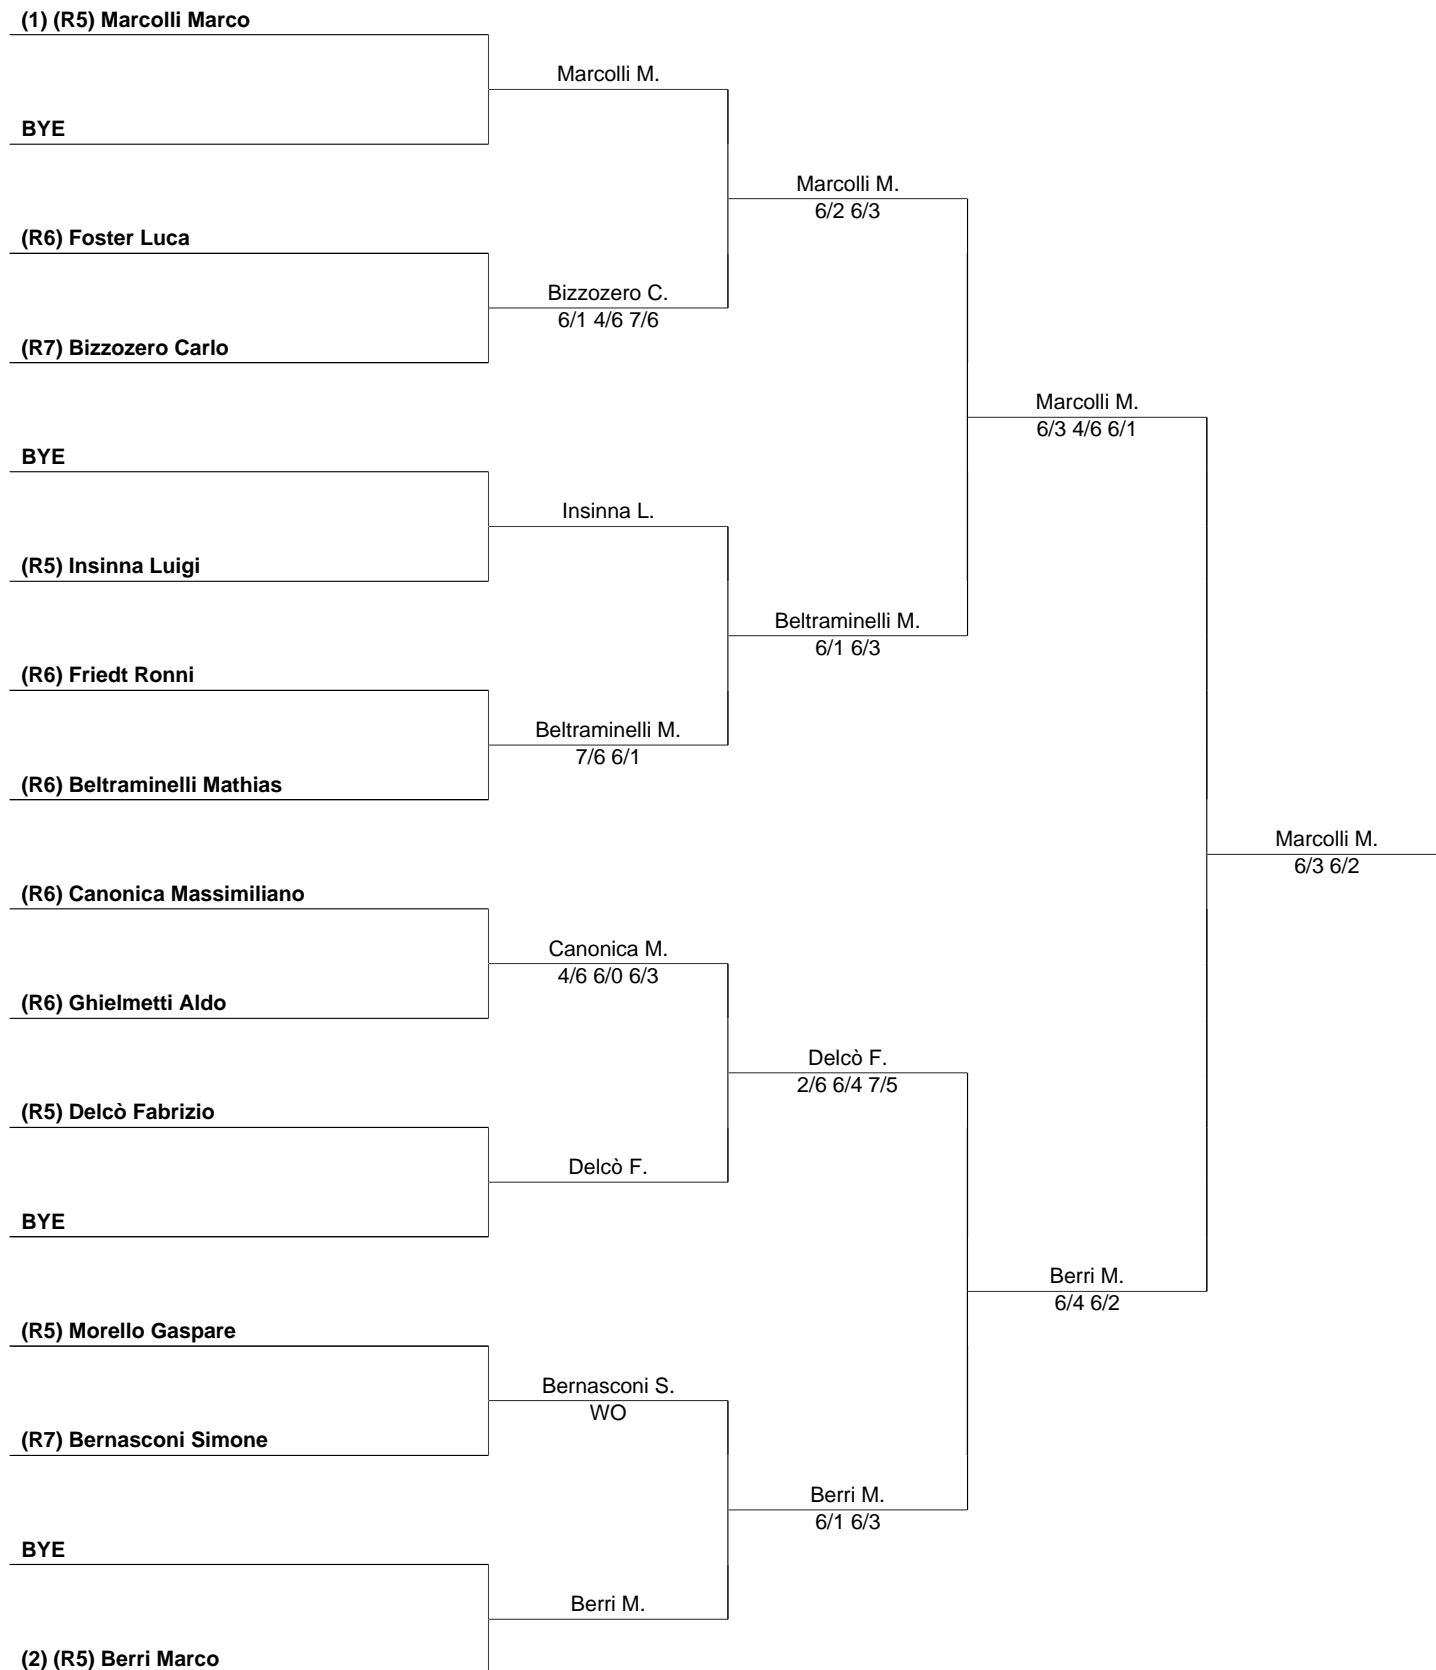 (1) (R5) Marcolli Marco
Marcolli M.
BYE
Marcolli M.
6/2 6/3
(R6) Foster Luca
Bizzozero C.
6/1 4/6 7/6
(R7) Bizzozero Carlo
Marcolli M.
6/3 4/6 6/1
BYE
Insinna L.
(R5) Insinna Luigi
Beltraminelli M.
6/1 6/3
(R6) Friedt Ronni
Beltraminelli M.
7/6 6/1
(R6) Beltraminelli Mathias
Marcolli M.
6/3 6/2
(R6) Canonica Massimiliano
Canonica M.
4/6 6/0 6/3
(R6) Ghielmetti Aldo
Delcò F.
2/6 6/4 7/5
(R5) Delcò Fabrizio
Delcò F.
BYE
Berri M.
6/4 6/2
(R5) Morello Gaspare
Bernasconi S.
WO
(R7) Bernasconi Simone
Berri M.
6/1 6/3
BYE
Berri M.
(2) (R5) Berri Marco